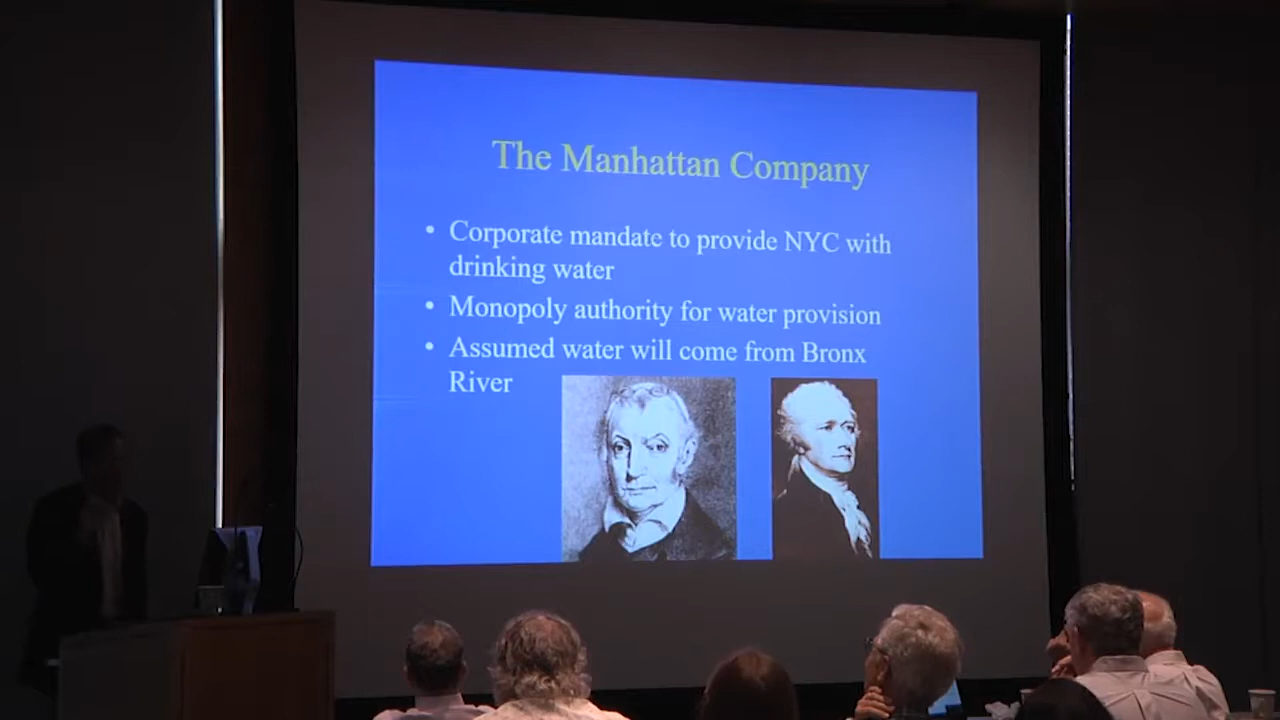 The Manhattan Company
• Corporate mandate to provide NYC with
drinking water
• Monopoly authority for water provision
• Assumed water will come from Bronx
River